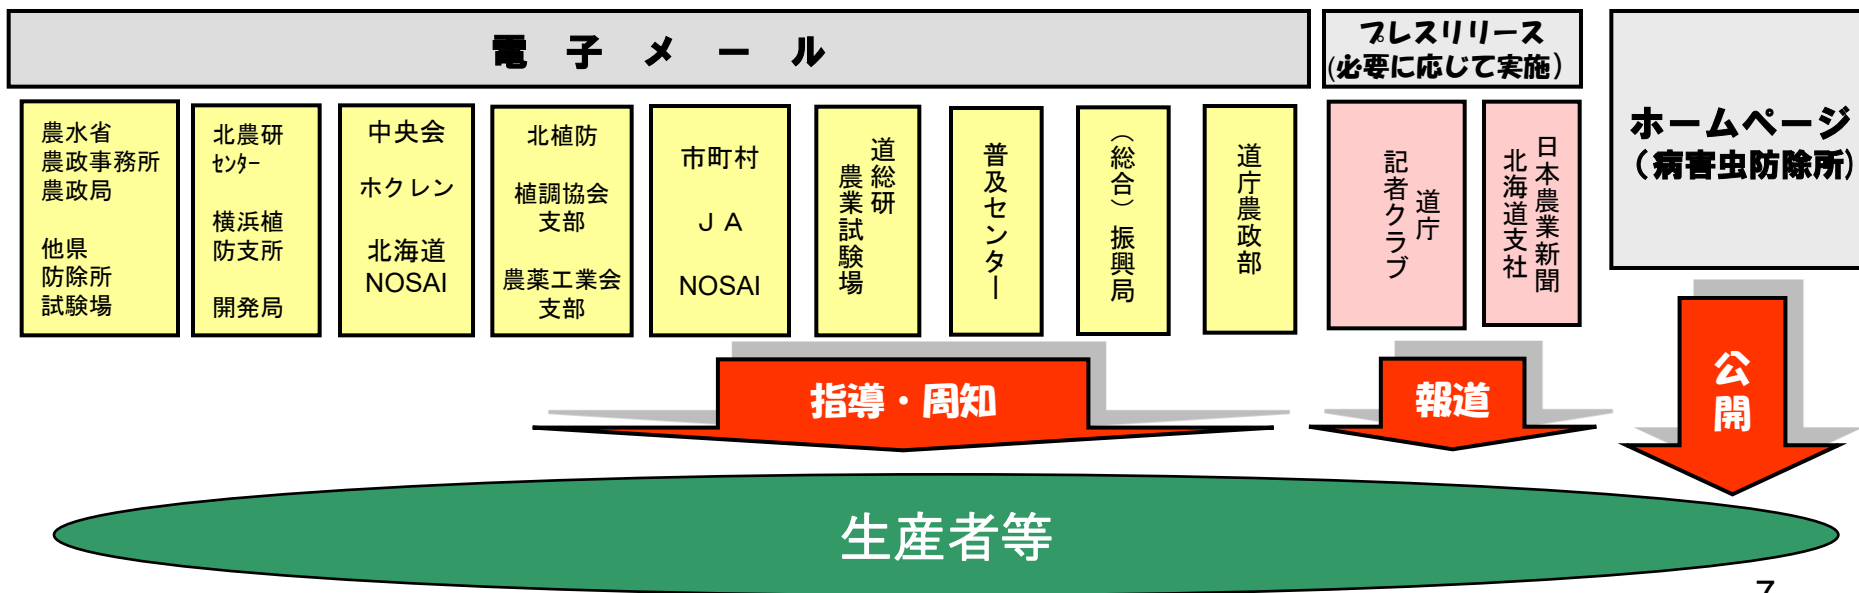 電子メール
プレスリリース
(必要に応じて実施)
ホームページ
(病害虫防除所)
農水省
農政事務所
農政局
他県
防除所
試験場
北農研
ｾﾝﾀｰ
横浜植
防支所
開発局
中央会
ホクレン
北海道
NOSAI
北植防
植調協会
支部
農薬工業会
支部
市町村
ＪＡ
NOSAI
道総研
農業試験場
普及センター
（総合）振興局
道庁農政部
道庁
記者クラブ
日本農業新聞
北海道支社
指導・周知
報道
公開
生産者等
7